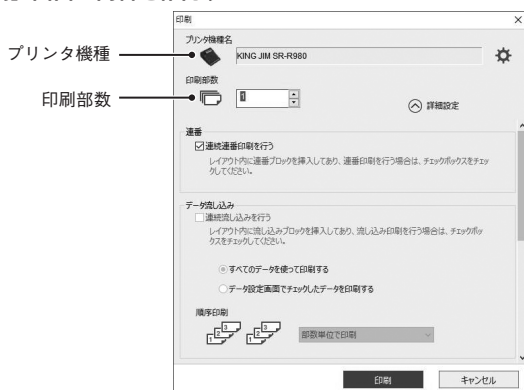 印刷
プリンタ機種名
プリンタ機種
KING JIM SR-R980
印刷部数
印刷部数
1
詳細設定
連番
連続連番印刷を行う
レイアウト内に連番ブロックを挿入してあり、連番印刷を行う場合は、チェックボックスをチェッ
クしてください。
データ流し込み
連続流し込みを行う
レイアウト内に流し込みブロックを挿入してあり、流し込み印刷を行う場合は、チェックボッ
クスをチェックしてください。
すべてのデータを使って印刷する
データ設定画面でチェックしたデータを印刷する
順序印刷
1 2 3 1 2 3
部数単位で印刷
印刷
キャンセル